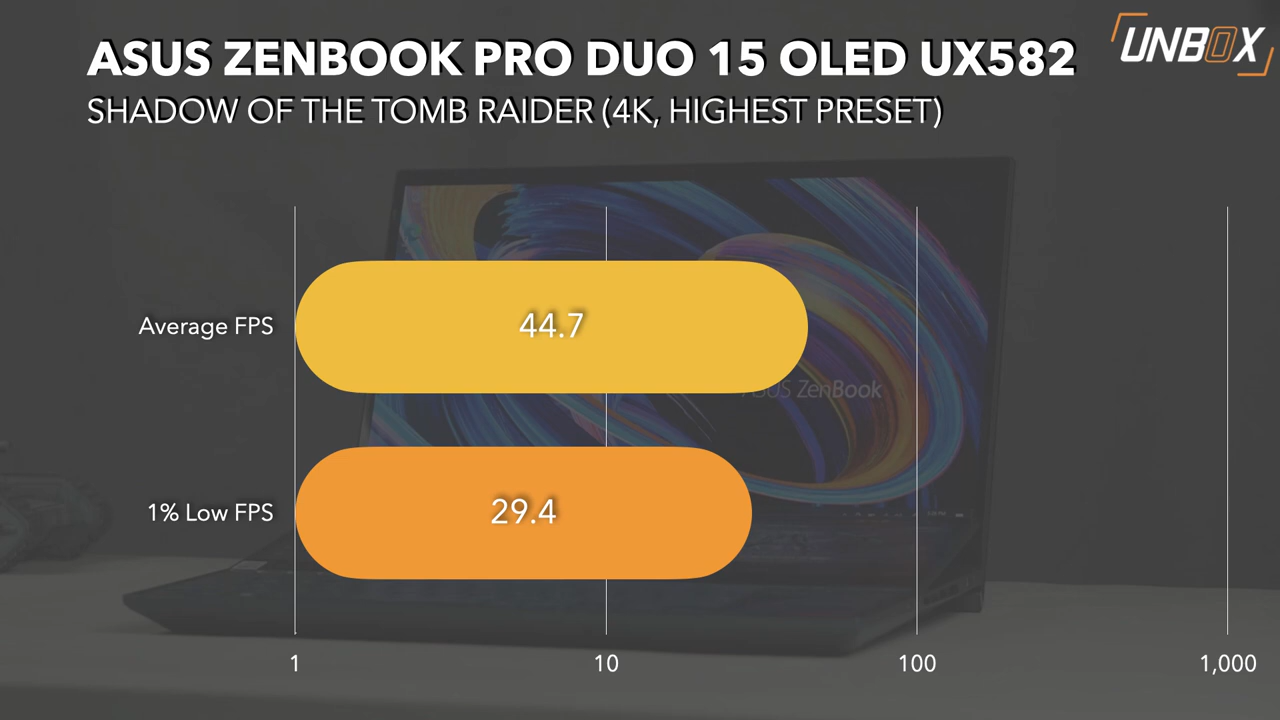 ASUS ZENBOOK PRO DUO 15 OLED UX582
UNBOX
SHADOW OF THE TOMB RAIDER (4K, HIGHEST PRESET)
Average FPS
44.7
ASUS ZenBook
1% Low FPS
29.4
1
10
100
1,000